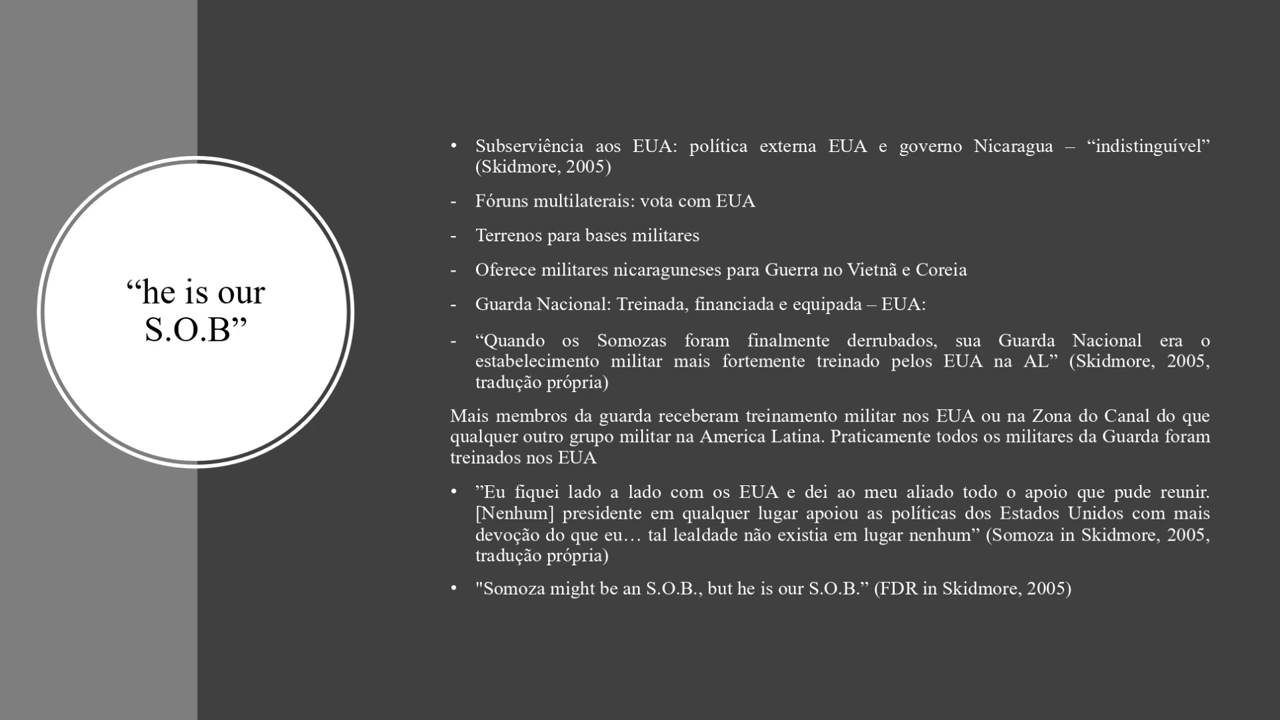 “he is our
S.O.B”
• Subserviência aos EUA: política externa EUA e governo Nicaragua – “indistinguível”
(Skidmore, 2005)
- Fóruns multilaterais: vota com EUA
- Terrenos para bases militares
- Oferece militares nicaraguneses para Guerra no Vietnã e Coreia
- Guarda Nacional: Treinada, financiada e equipada – EUA:
- “Quando os Somozas foram finalmente derrubados, sua Guarda Nacional era o
estabelecimento militar mais fortemente treinado pelos EUA na AL” (Skidmore, 2005,
tradução própria)
Mais membros da guarda receberam treinamento militar nos EUA ou na Zona do Canal do que
qualquer outro grupo militar na America Latina. Praticamente todos os militares da Guarda foram
treinados nos EUA
• ”Eu fiquei lado a lado com os EUA e dei ao meu aliado todo o apoio que pude reunir.
[Nenhum] presidente em qualquer lugar apoiou as políticas dos Estados Unidos com mais
devoção do que eu… tal lealdade não existia em lugar nenhum” (Somoza in Skidmore, 2005,
tradução própria)
• "Somoza might be an S.O.B., but he is our S.O.B.” (FDR in Skidmore, 2005)